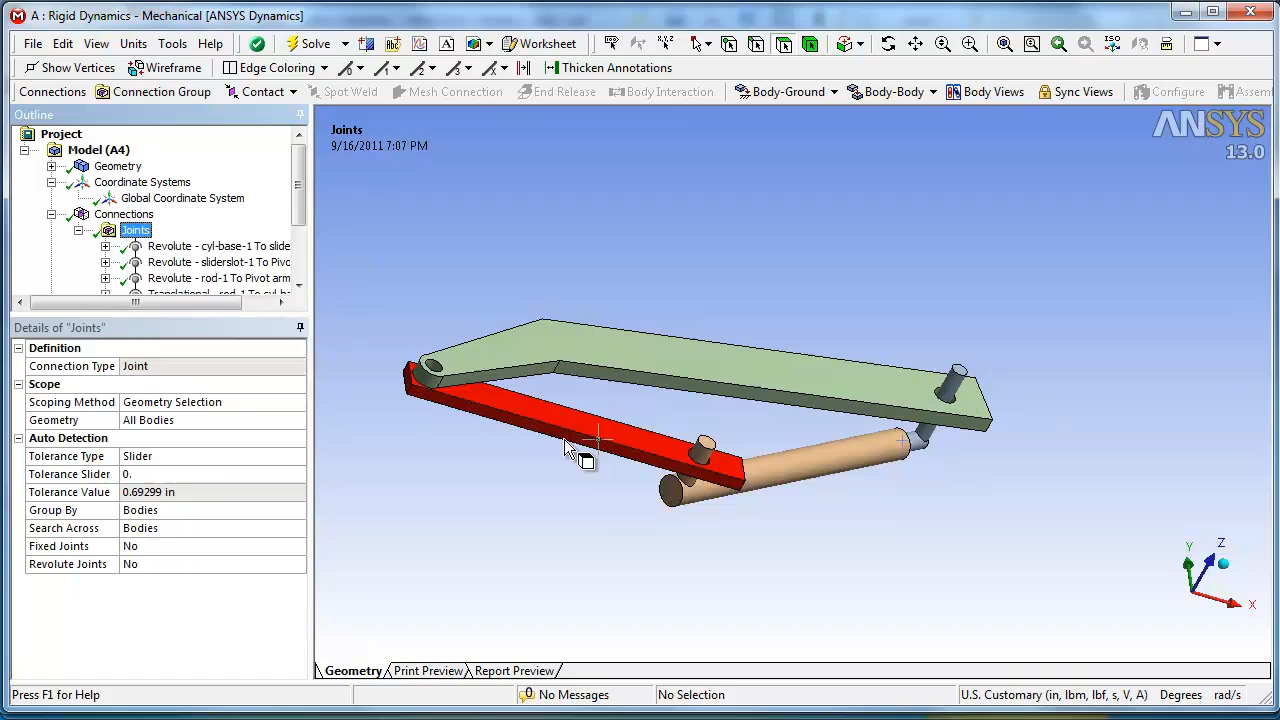 A : Rigid Dynamics - Mechanical [ANSYS Dynamics]
File Edit View Units Tools Help Solve Worksheet
Show Vertices Wireframe Edge Coloring Thicken Annotations
Connections Connection Group Contact Spot Weld Mesh Connection End Release Body Interaction Body-Ground Body-Body Body Views Sync Views Configure Assem
Outline
Project
Model (A4)
Geometry
Coordinate Systems
Global Coordinate System
Connections
Joints
Revolute - cyl-base-1 To slide
Revolute - sliderslot-1 To Pivo
Revolute - rod-1 To Pivot arm
Translational - rod-1 To cyl-ba
Details of "Joints"
Definition
Connection Type Joint
Scope
Scoping Method Geometry Selection
Geometry All Bodies
Auto Detection
Tolerance Type Slider
Tolerance Slider 0.
Tolerance Value 0.69299 in
Group By Bodies
Search Across Bodies
Fixed Joints No
Revolute Joints No
Joints
9/16/2011 7:07 PM
ANSYS
13.0
Y
Z
X
Geometry Print Preview Report Preview
Press F1 for Help No Messages No Selection U.S. Customary (in, lbm, lbf, s, V, A) Degrees rad/s